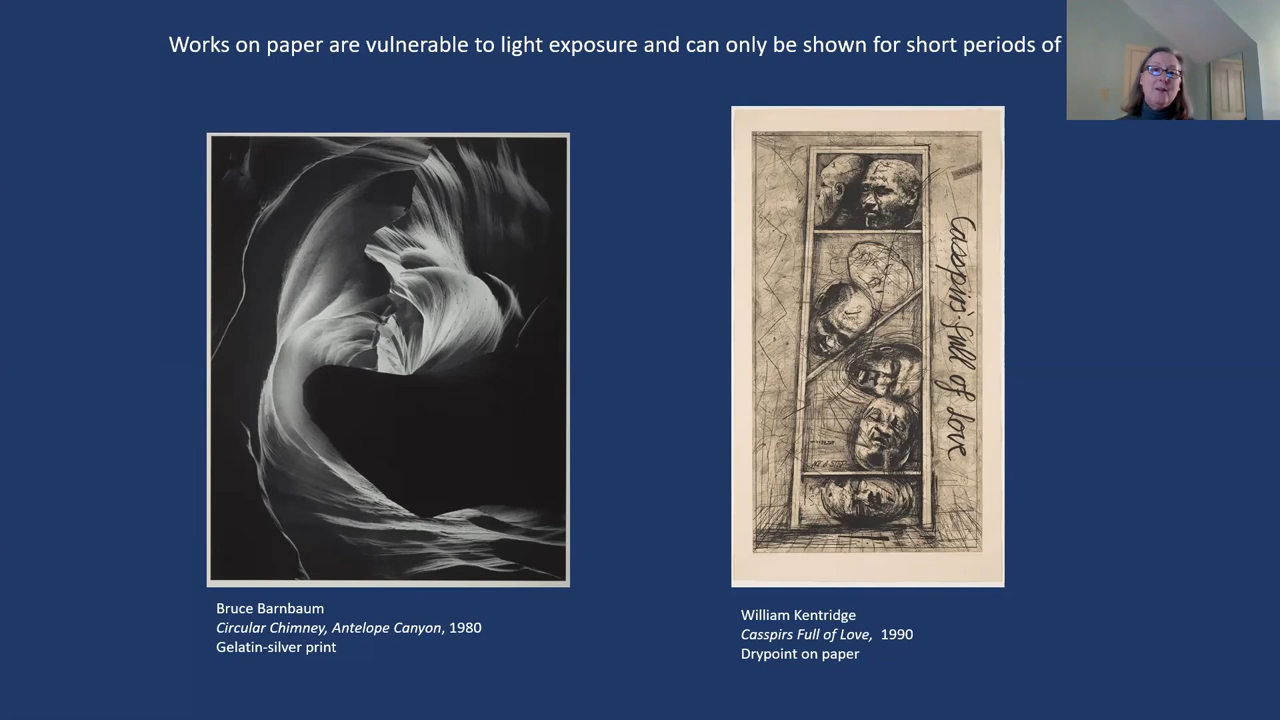 Works on paper are vulnerable to light exposure and can only be shown for short periods of
Casspirs full of Love
Bruce Barnbaum
Circular Chimney, Antelope Canyon, 1980
Gelatin-silver print
William Kentridge
Casspirs Full of Love, 1990
Drypoint on paper